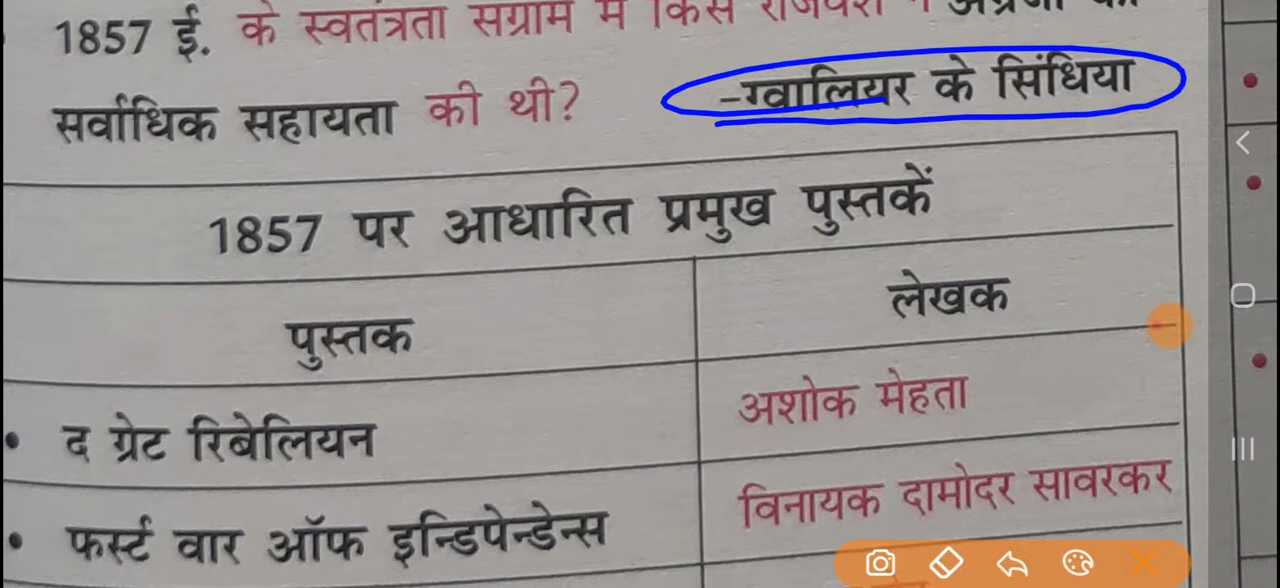 1857 ई. के स्वतंत्रता संग्राम में किस राजवंश ने अंग्रेजों की
सर्वाधिक सहायता की थी?
-ग्वालियर के सिंधिया
1857 पर आधारित प्रमुख पुस्तकें
पुस्तक
लेखक
• द ग्रेट रिबेलियन
अशोक मेहता
• फर्स्ट वार ऑफ इन्डिपेन्डेन्स
विनायक दामोदर सावरकर